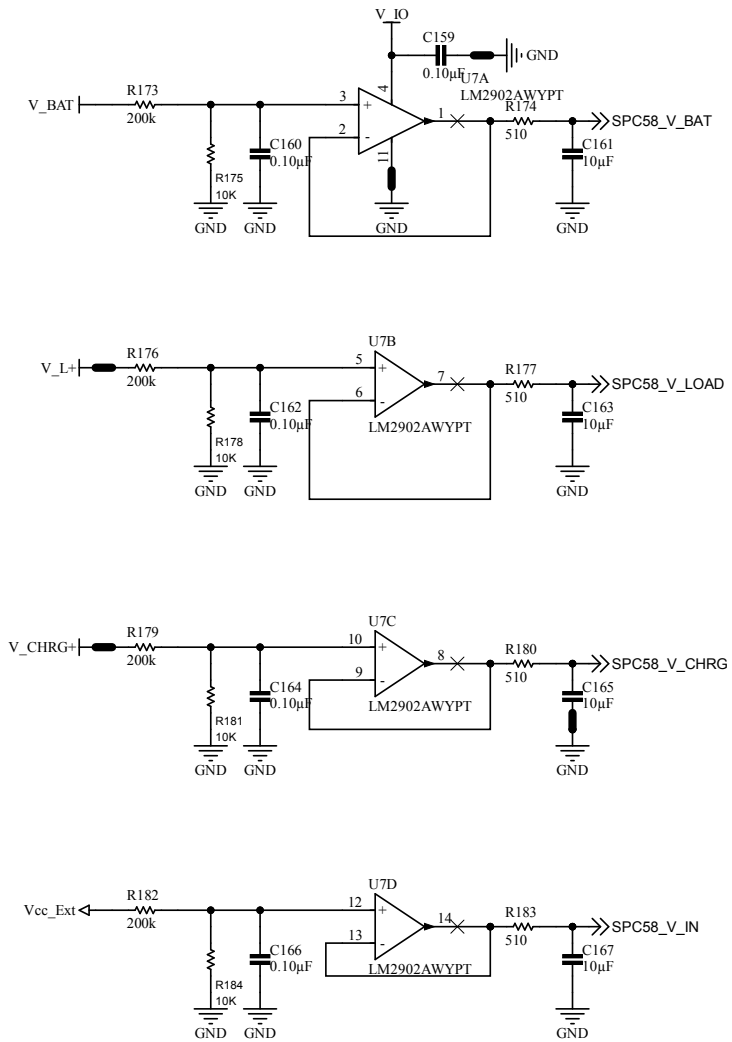 V_IO
C159
0.10µF
GND
U7A
LM2902AWYPT
V_BAT
R173
200k
3
+
4
2
-
11
1
R174
510
SPC58_V_BAT
R175
10K
C160
0.10µF
C161
10µF
GND
GND
GND
GND
U7B
V_L+
R176
200k
5
+
6
-
7
R177
510
SPC58_V_LOAD
LM2902AWYPT
R178
10K
C162
0.10µF
C163
10µF
GND
GND
GND
U7C
V_CHRG+
R179
200k
10
+
9
-
8
R180
510
SPC58_V_CHRG
LM2902AWYPT
R181
10K
C164
0.10µF
C165
10µF
GND
GND
GND
U7D
Vcc_Ext
R182
200k
12
+
13
-
14
R183
510
SPC58_V_IN
LM2902AWYPT
R184
10K
C166
0.10µF
C167
10µF
GND
GND
GND